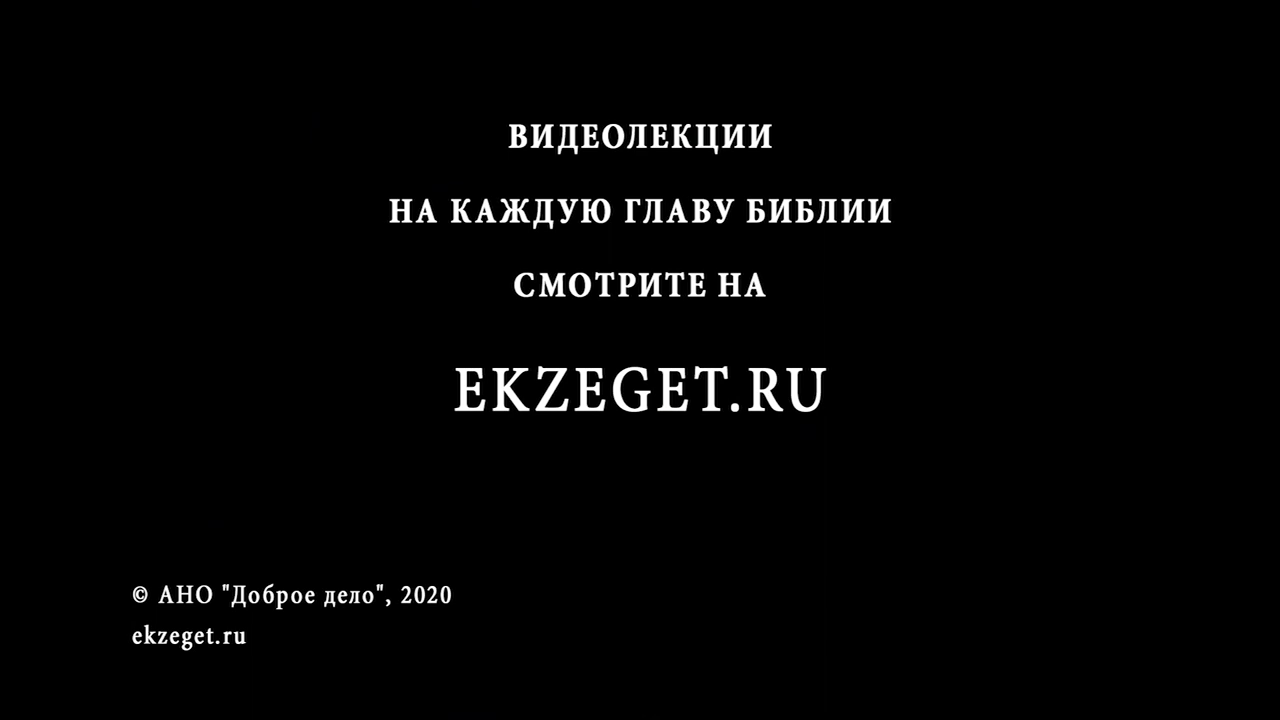 ВИДЕОЛЕКЦИИ
НА КАЖДУЮ ГЛАВУ БИБЛИИ
СМОТРИТЕ НА
EKZEGET.RU
© АНО "Доброе дело", 2020
ekzeget.ru